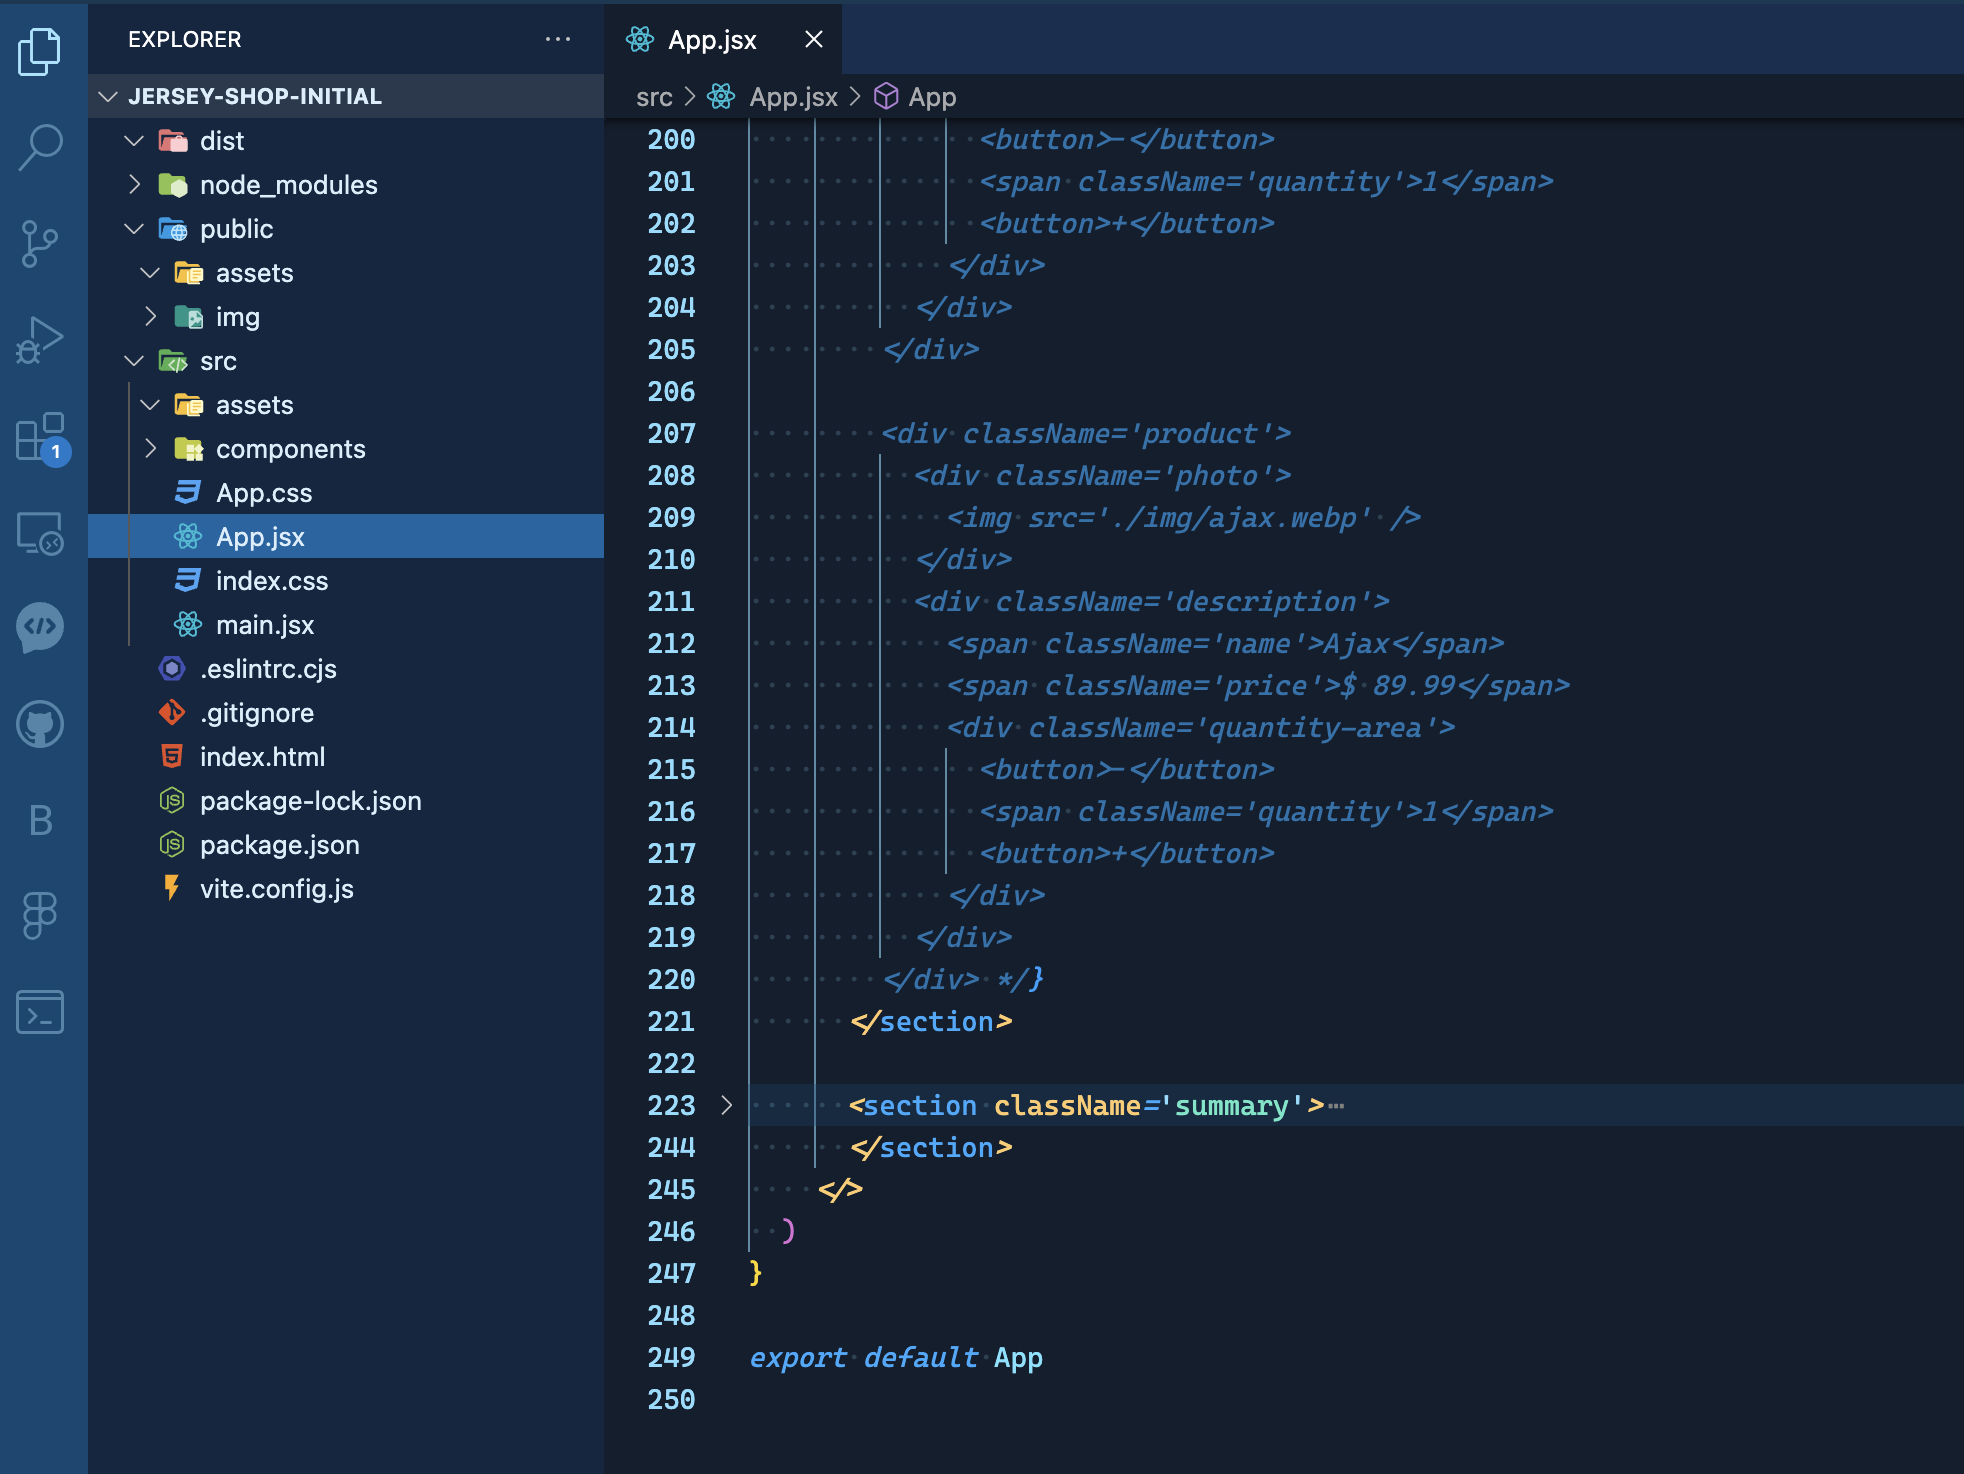 EXPLORER
JERSEY-SHOP-INITIAL
dist
node_modules
public
assets
img
src
assets
components
App.css
App.jsx
index.css
main.jsx
.eslintrc.cjs
.gitignore
index.html
package-lock.json
package.json
vite.config.js
1
B
App.jsx
src > App.jsx > App
200 <button>-</button>
201 <span className='quantity'>1</span>
202 <button>+</button>
203 </div>
204 </div>
205 </div>
206
207 <div className='product'>
208 <div className='photo'>
209 <img src='./img/ajax.webp' />
210 </div>
211 <div className='description'>
212 <span className='name'>Ajax</span>
213 <span className='price'>$ 89.99</span>
214 <div className='quantity-area'>
215 <button>-</button>
216 <span className='quantity'>1</span>
217 <button>+</button>
218 </div>
219 </div>
220 </div> */}
221 </section>
222
223 <section className='summary'>…
244 </section>
245 </>
246 )
247 }
248
249 export default App
250